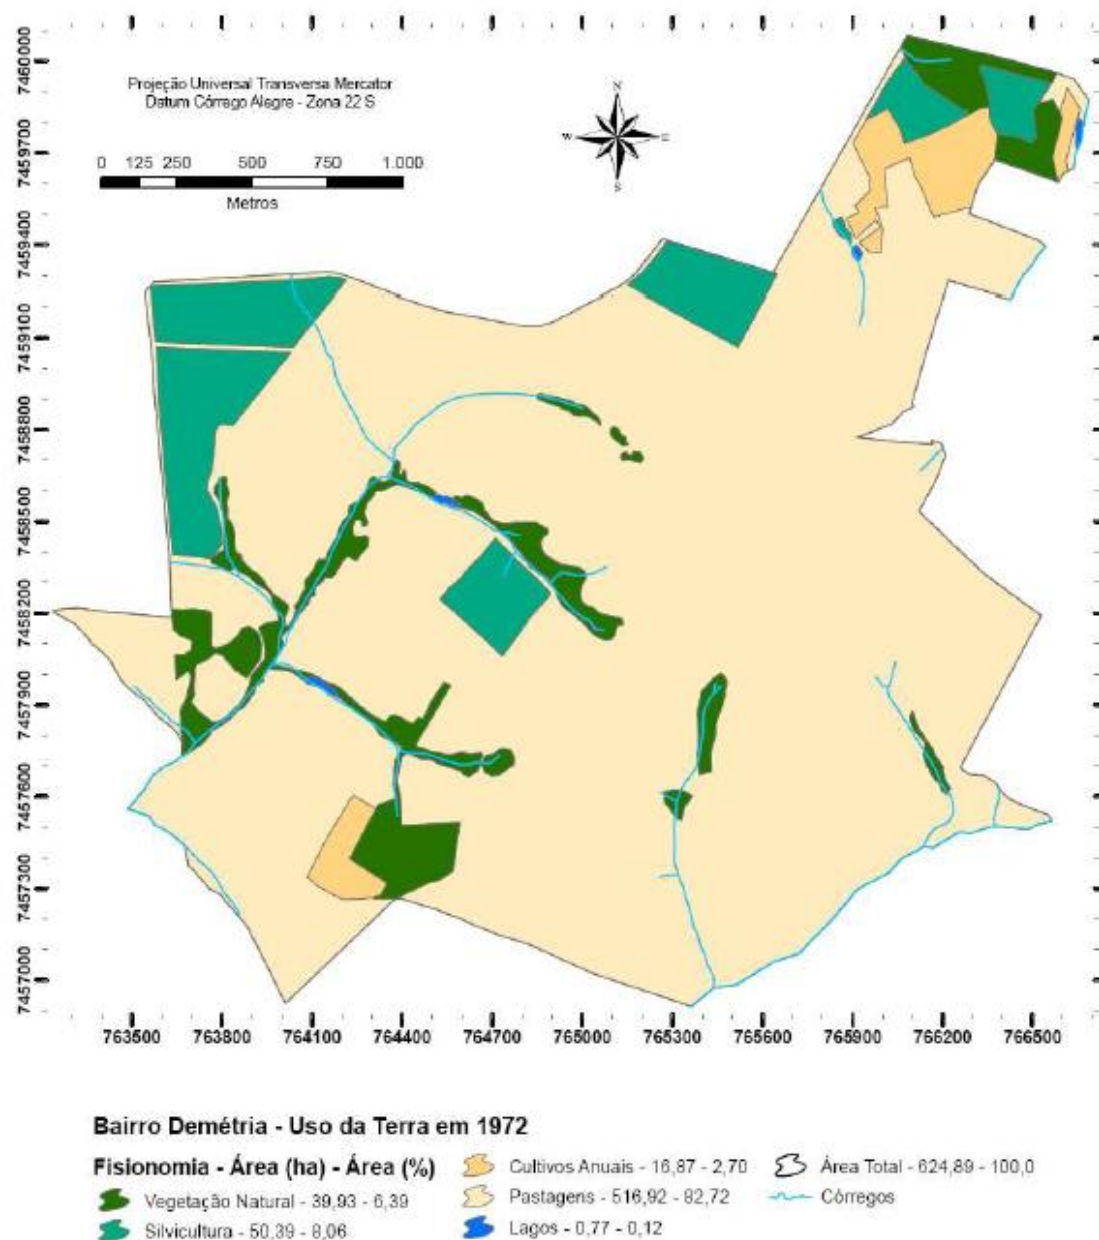 Projeção Universal Transversa Mercator
Datum Córrego Alegre - Zona 22 S
N
W E
S
0 125 250 500 750 1.000
Metros
7460000
7459700
7459400
7459100
7458800
7458500
7458200
7457900
7457600
7457300
7457000
763500 763800 764100 764400 764700 765000 765300 765600 765900 766200 766500
Bairro Demétria - Uso da Terra em 1972
Fisionomia - Área (ha) - Área (%)
Vegetação Natural - 39,93 - 6,39
Silvicultura - 50,39 - 8,06
Cultivos Anuais - 16,87 - 2,70
Pastagens - 516,92 - 82,72
Lagos - 0,77 - 0,12
Área Total - 624,89 - 100,0
Córregos